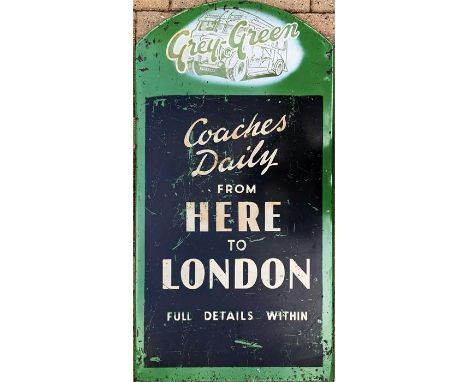 Grey-Green
Coaches
Daily
FROM
HERE
TO
LONDON
FULL DETAILS WITHIN